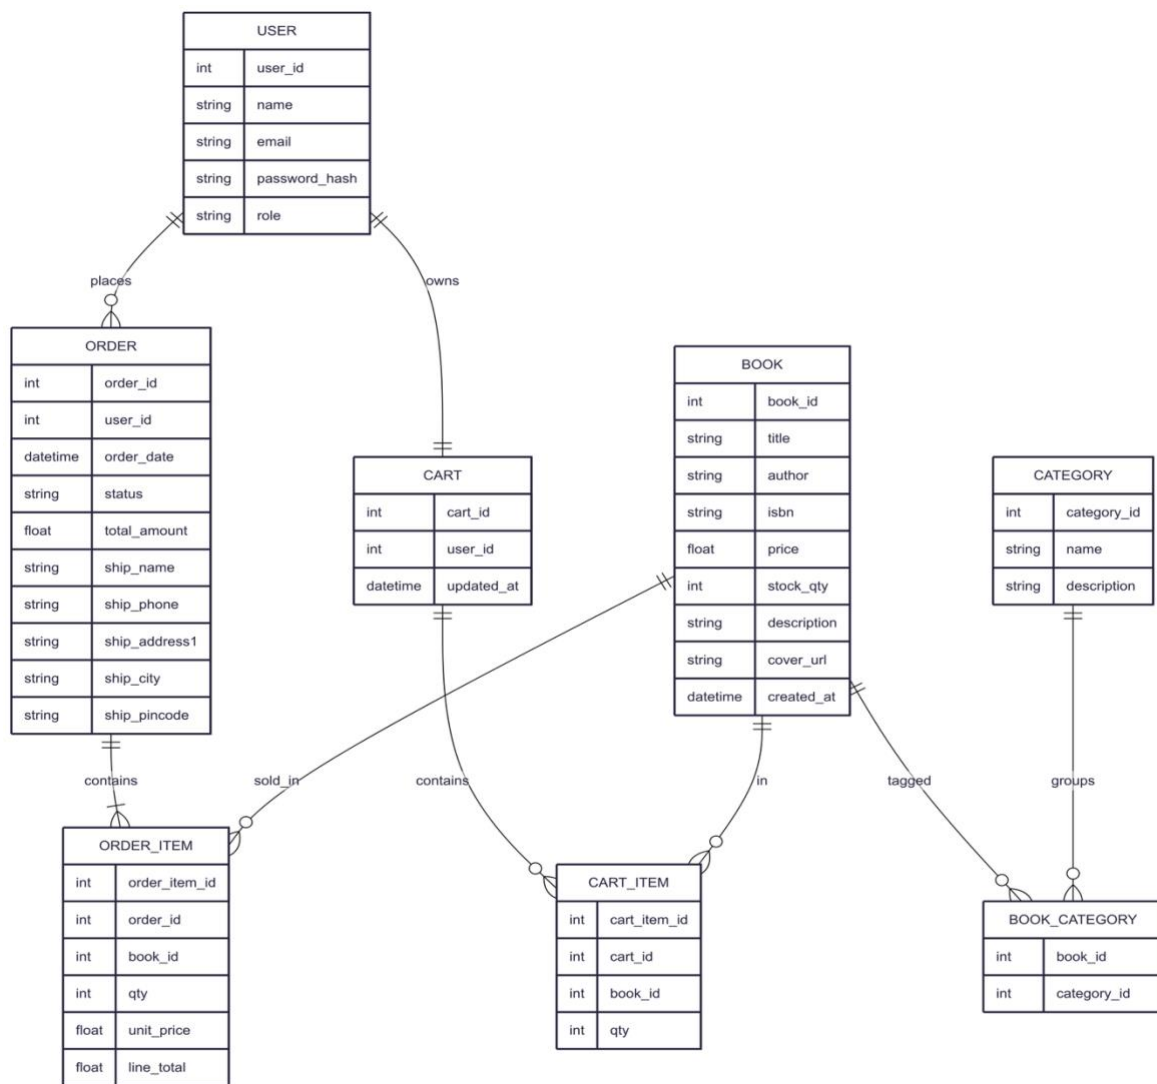 USER
int user_id
string name
string email
string password_hash
string role
places
owns
ORDER
int order_id
int user_id
datetime order_date
string status
float total_amount
string ship_name
string ship_phone
string ship_address1
string ship_city
string ship_pincode
CART
int cart_id
int user_id
datetime updated_at
BOOK
int book_id
string title
string author
string isbn
float price
int stock_qty
string description
string cover_url
datetime created_at
CATEGORY
int category_id
string name
string description
contains
sold_in
contains
in
tagged
groups
ORDER_ITEM
int order_item_id
int order_id
int book_id
int qty
float unit_price
float line_total
CART_ITEM
int cart_item_id
int cart_id
int book_id
int qty
BOOK_CATEGORY
int book_id
int category_id